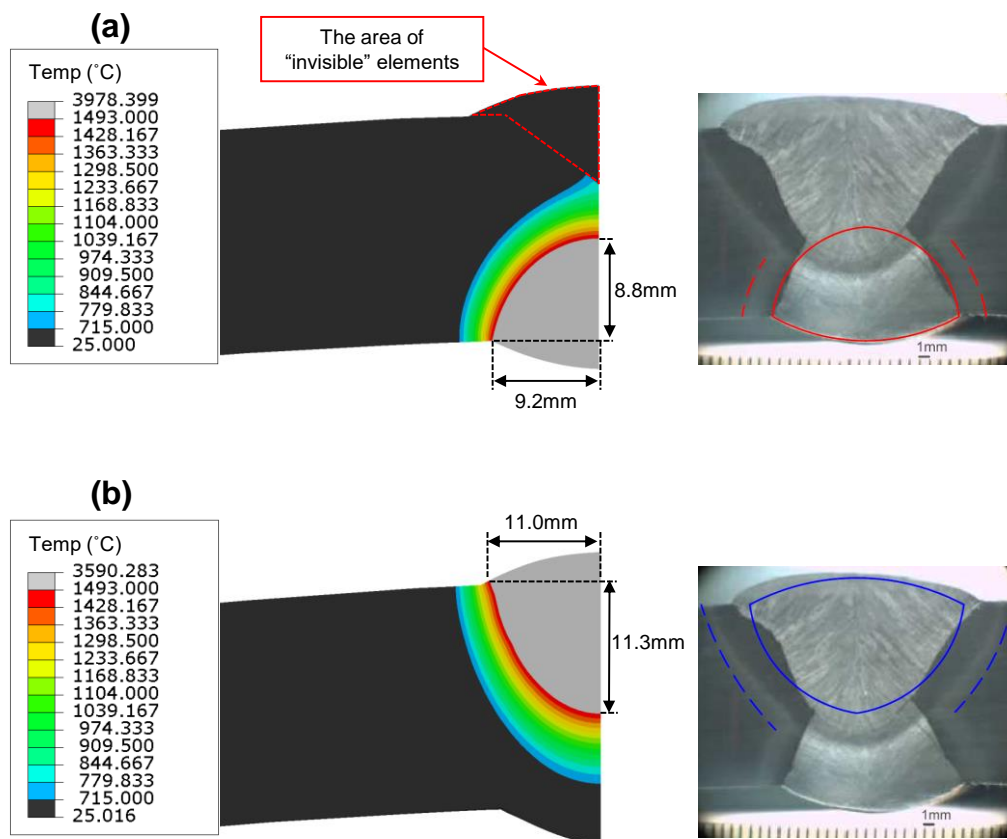 (a)
The area of
“invisible” elements
Temp (˚C)
3978.399
1493.000
1428.167
1363.333
1298.500
1233.667
1168.833
1104.000
1039.167
974.333
909.500
844.667
779.833
715.000
25.000
8.8mm
9.2mm
1mm
(b)
Temp (˚C)
3590.283
1493.000
1428.167
1363.333
1298.500
1233.667
1168.833
1104.000
1039.167
974.333
909.500
844.667
779.833
715.000
25.016
11.0mm
11.3mm
1mm